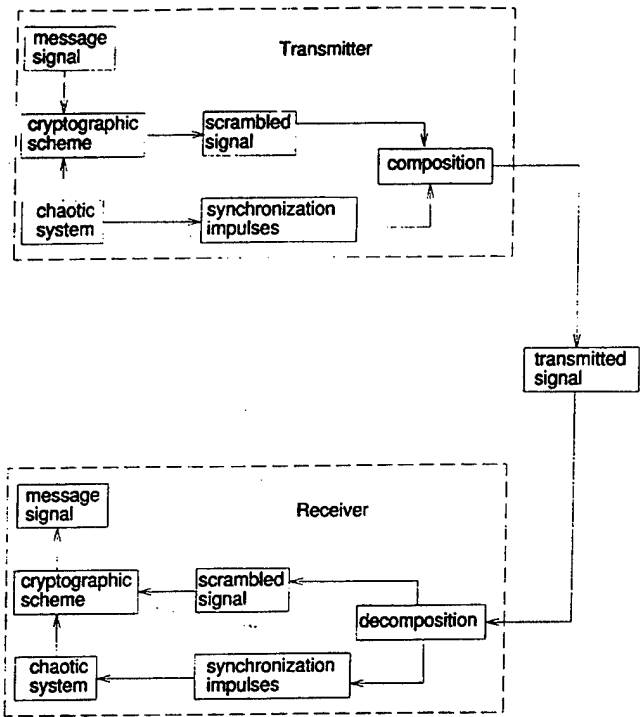 message
signal
Transmitter
cryptographic
scheme
scrambled
signal
composition
chaotic
system
synchronization
impulses
transmitted
signal
message
signal
Receiver
cryptographic
scheme
scrambled
signal
decomposition
chaotic
system
synchronization
impulses